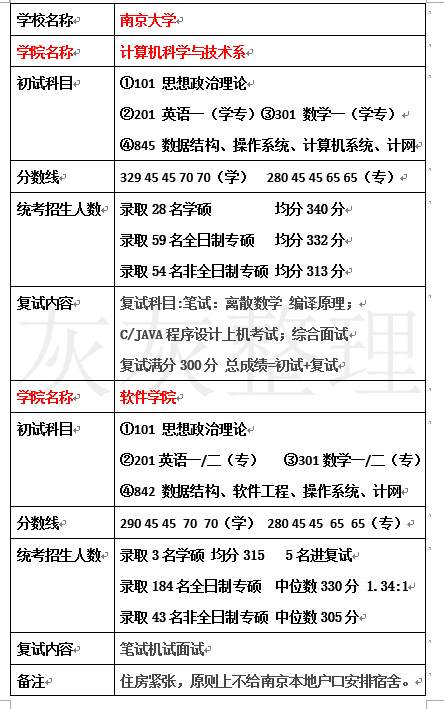 学校名称 南京大学
学院名称 计算机科学与技术系
初试科目 ①101 思想政治理论
②201 英语一（学专）③301 数学一（学专）
④845 数据结构、操作系统、计算机系统、计网
分数线 329 45 45 70 70（学） 280 45 45 65 65（专）
统考招生人数 录取 28 名学硕 均分 340 分
录取 59 名全日制专硕 均分 332 分
录取 54 名非全日制专硕 均分 313 分
复试内容 复试科目:笔试：离散数学 编译原理；
C/JAVA 程序设计上机考试；综合面试
复试满分 300 分 总成绩=初试+复试
灰灰整理
学院名称 软件学院
初试科目 ①101 思想政治理论
②201 英语一/二（专） ③301 数学一/二（专）
④842 数据结构、软件工程、操作系统、计网
分数线 290 45 45 70 70（学） 280 45 45 65 65（专）
统考招生人数 录取 3 名学硕 均分 315 5 名进复试
录取 184 名全日制专硕 中位数 330 分 1.34:1
录取 43 名非全日制专硕 中位数 305 分
复试内容 笔试机试面试
备注 住房紧张，原则上不给南京本地户口安排宿舍。